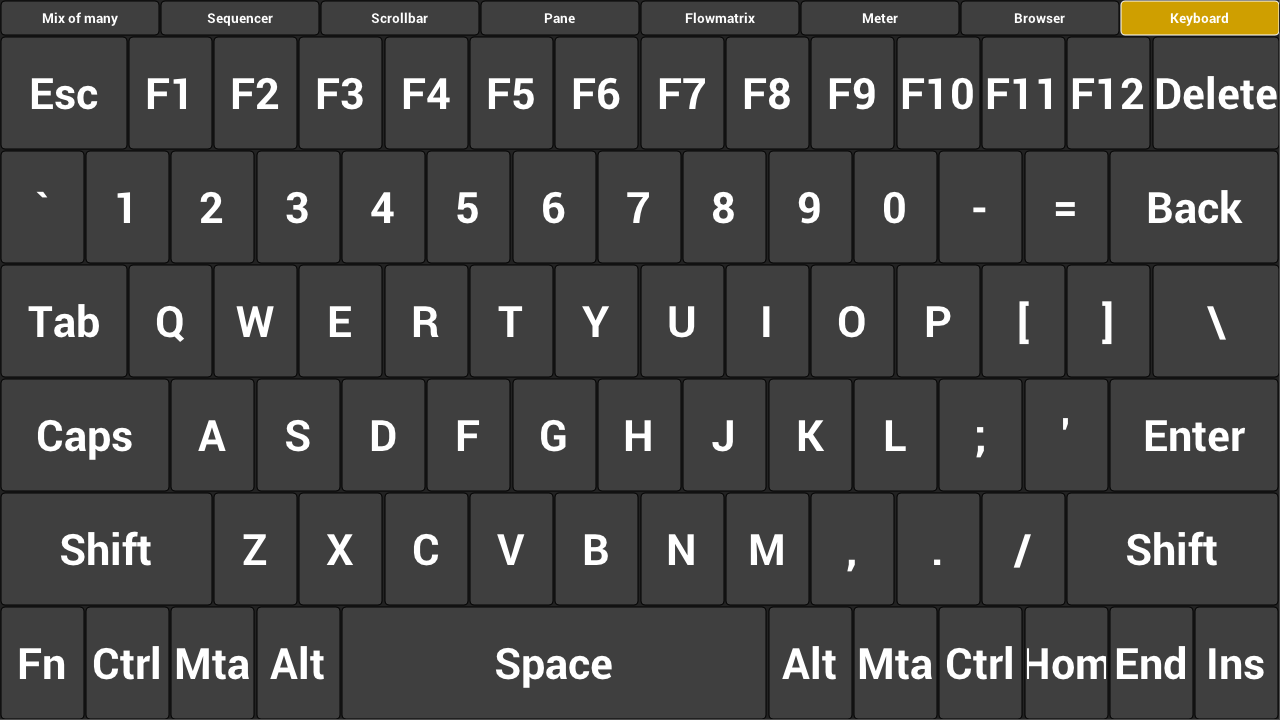 Mix of many Sequencer Scrollbar Pane Flowmatrix Meter Browser Keyboard
Esc F1 F2 F3 F4 F5 F6 F7 F8 F9 F10 F11 F12 Delete
` 1 2 3 4 5 6 7 8 9 0 - = Back
Tab Q W E R T Y U I O P [ ] \
Caps A S D F G H J K L ; ' Enter
Shift Z X C V B N M , . / Shift
Fn Ctrl Mta Alt Space Alt Mta Ctrl Hom End Ins